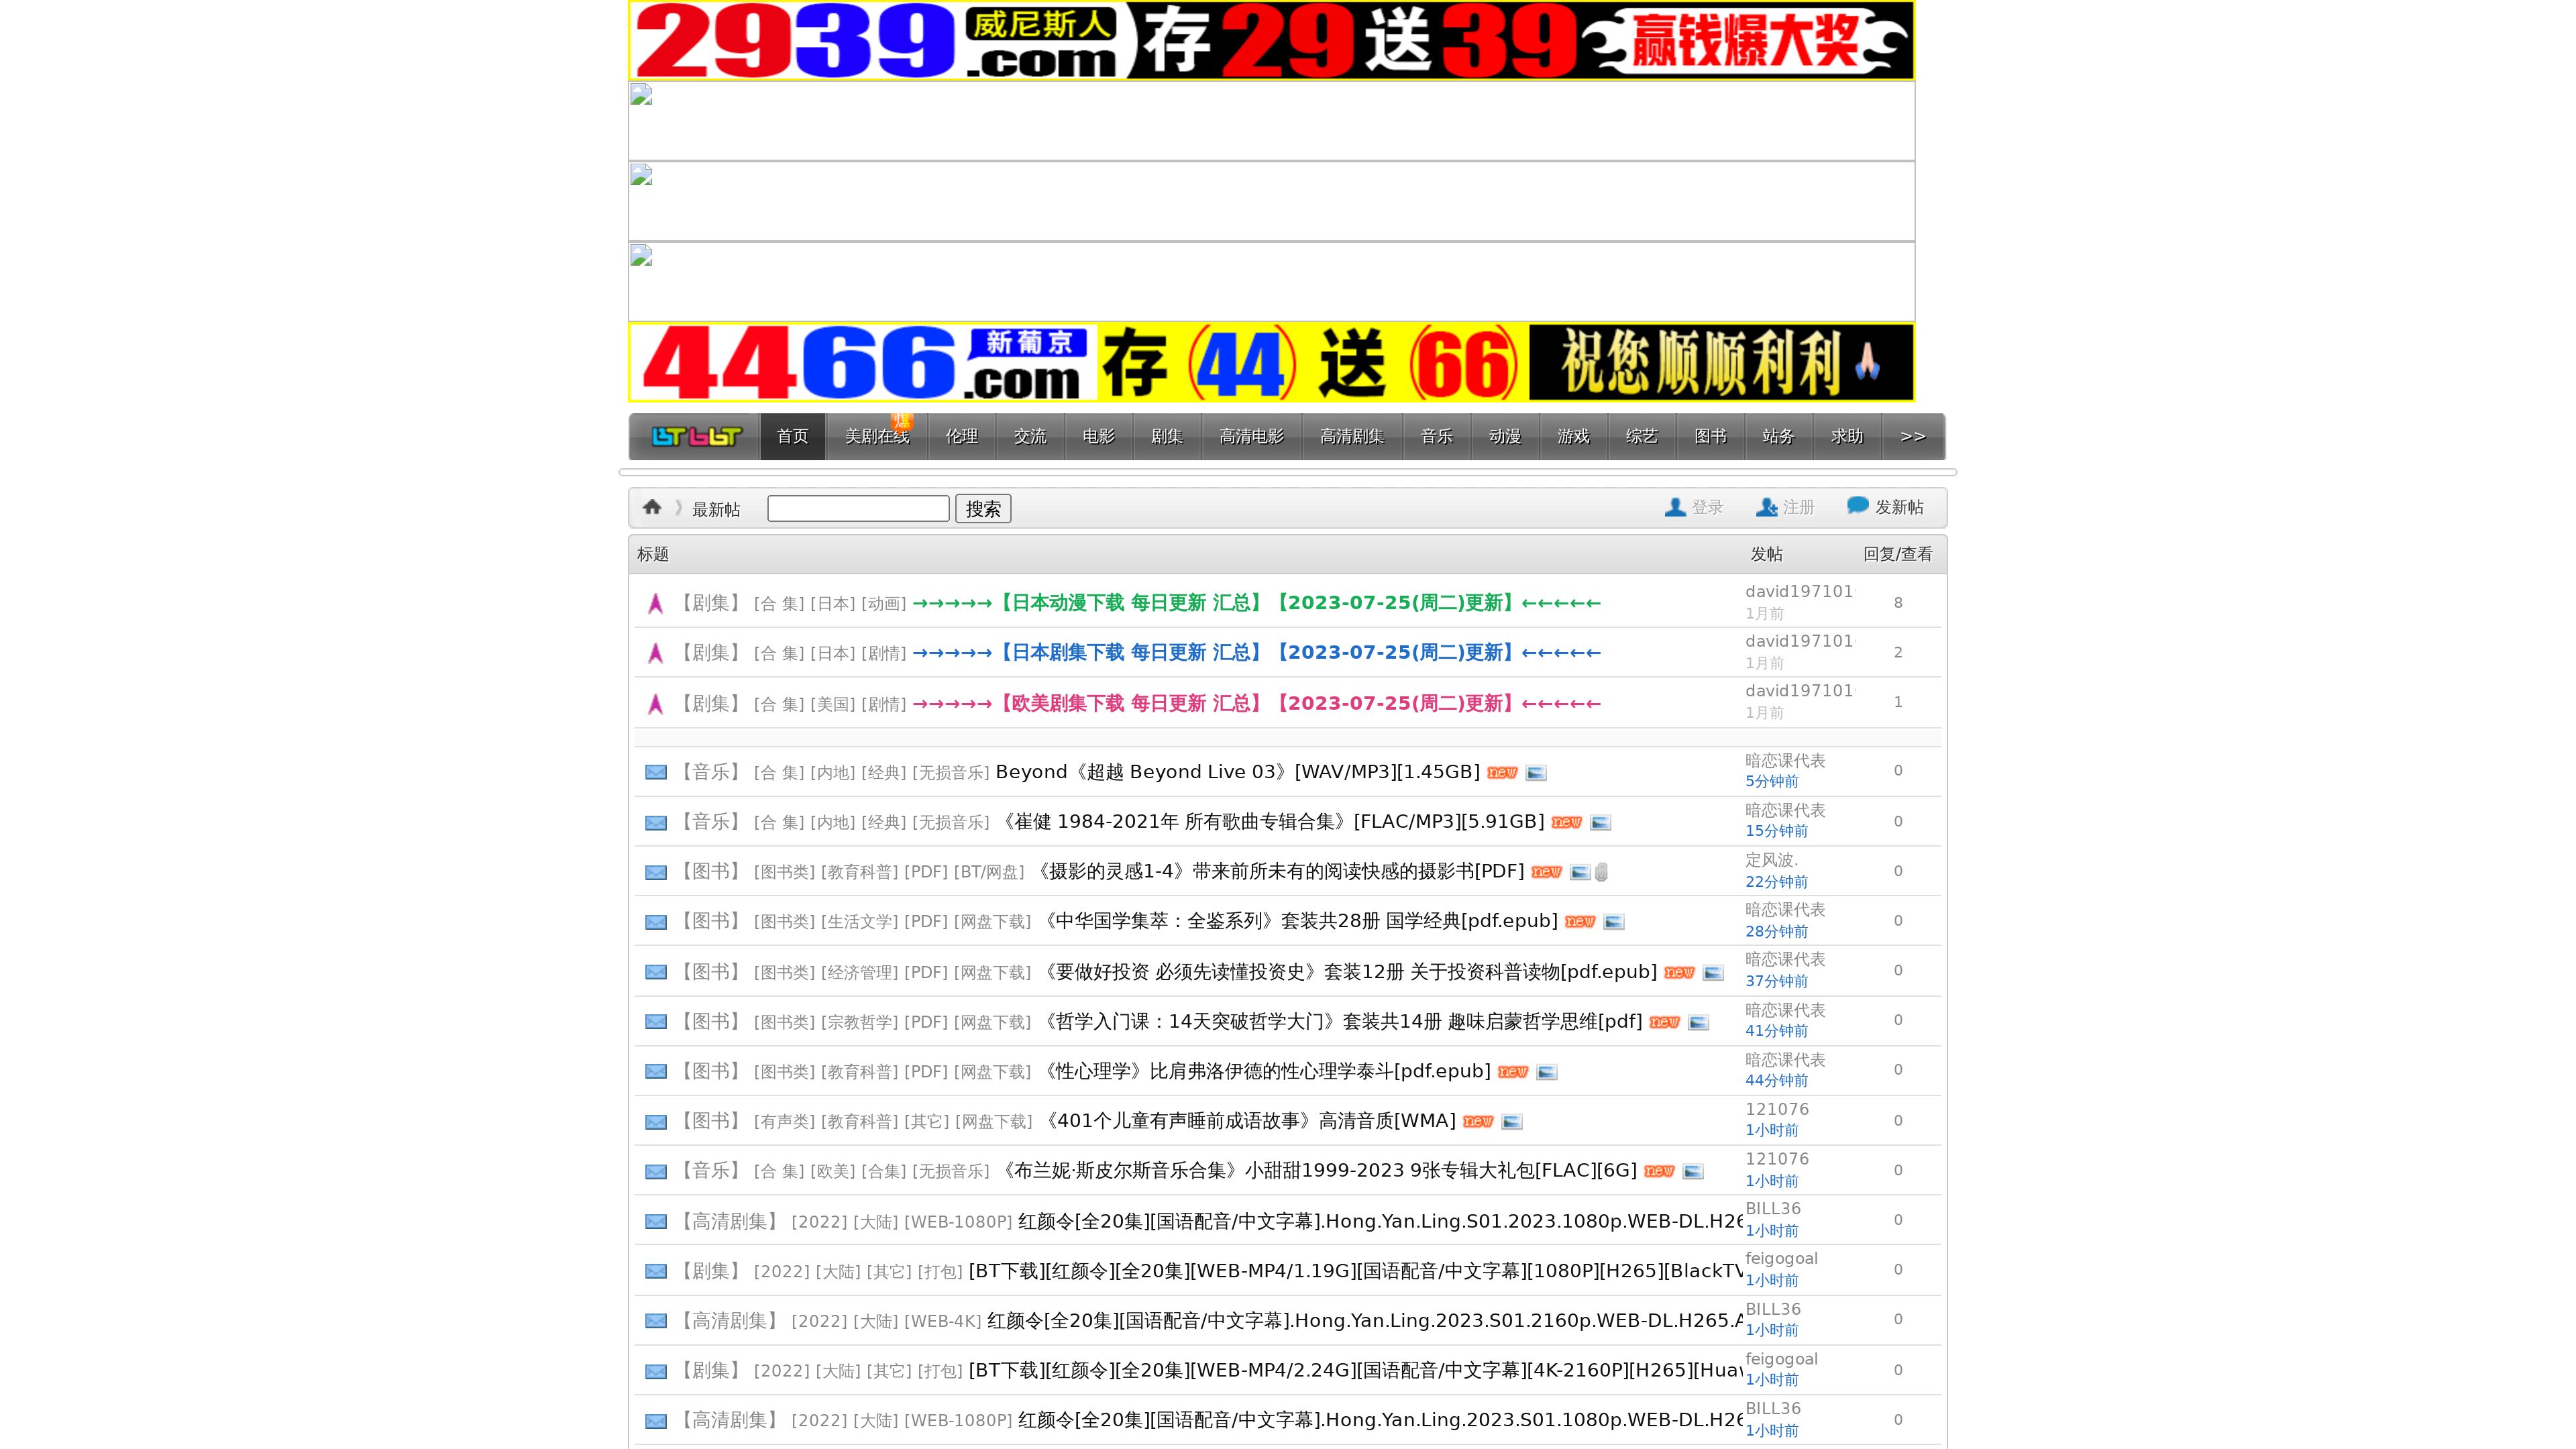 2939.com 威尼斯人 存29送39 赢钱爆大奖
4466.com 新葡京 存 44 送 66 祝您顺顺利利
BT BBT 首页 美剧在线 爆 伦理 交流 电影 剧集 高清电影 高清剧集 音乐 动漫 游戏 综艺 图书 站务 求助 >>
最新帖 搜索 登录 注册 发新帖
标题 发帖 回复/查看
【剧集】 [合 集] [日本] [动画] →→→→→【日本动漫下载 每日更新 汇总】【2023-07-25(周二)更新】←←←←← david197101 8
1月前
【剧集】 [合 集] [日本] [剧情] →→→→→【日本剧集下载 每日更新 汇总】【2023-07-25(周二)更新】←←←←← david197101 2
1月前
【剧集】 [合 集] [美国] [剧情] →→→→→【欧美剧集下载 每日更新 汇总】【2023-07-25(周二)更新】←←←←← david197101 1
1月前
【音乐】 [合 集] [内地] [经典] [无损音乐] Beyond《超越 Beyond Live 03》[WAV/MP3][1.45GB] new 暗恋课代表 0
5分钟前
【音乐】 [合 集] [内地] [经典] [无损音乐] 《崔健 1984-2021年 所有歌曲专辑合集》[FLAC/MP3][5.91GB] new 暗恋课代表 0
15分钟前
【图书】 [图书类] [教育科普] [PDF] [BT/网盘] 《摄影的灵感1-4》带来前所未有的阅读快感的摄影书[PDF] new 定风波. 0
22分钟前
【图书】 [图书类] [生活文学] [PDF] [网盘下载] 《中华国学集萃：全鉴系列》套装共28册 国学经典[pdf.epub] new 暗恋课代表 0
28分钟前
【图书】 [图书类] [经济管理] [PDF] [网盘下载] 《要做好投资 必须先读懂投资史》套装12册 关于投资科普读物[pdf.epub] new 暗恋课代表 0
37分钟前
【图书】 [图书类] [宗教哲学] [PDF] [网盘下载] 《哲学入门课：14天突破哲学大门》套装共14册 趣味启蒙哲学思维[pdf] new 暗恋课代表 0
41分钟前
【图书】 [图书类] [教育科普] [PDF] [网盘下载] 《性心理学》比肩弗洛伊德的性心理学泰斗[pdf.epub] new 暗恋课代表 0
44分钟前
【图书】 [有声类] [教育科普] [其它] [网盘下载] 《401个儿童有声睡前成语故事》高清音质[WMA] new 121076 0
1小时前
【音乐】 [合 集] [欧美] [合集] [无损音乐] 《布兰妮·斯皮尔斯音乐合集》小甜甜1999-2023 9张专辑大礼包[FLAC][6G] new 121076 0
1小时前
【高清剧集】 [2022] [大陆] [WEB-1080P] 红颜令[全20集][国语配音/中文字幕].Hong.Yan.Ling.S01.2023.1080p.WEB-DL.H26 BILL36 0
1小时前
【剧集】 [2022] [大陆] [其它] [打包] [BT下载][红颜令][全20集][WEB-MP4/1.19G][国语配音/中文字幕][1080P][H265][BlackTV feigogoal 0
1小时前
【高清剧集】 [2022] [大陆] [WEB-4K] 红颜令[全20集][国语配音/中文字幕].Hong.Yan.Ling.2023.S01.2160p.WEB-DL.H265.A BILL36 0
1小时前
【剧集】 [2022] [大陆] [其它] [打包] [BT下载][红颜令][全20集][WEB-MP4/2.24G][国语配音/中文字幕][4K-2160P][H265][Huaw feigogoal 0
1小时前
【高清剧集】 [2022] [大陆] [WEB-1080P] 红颜令[全20集][国语配音/中文字幕].Hong.Yan.Ling.2023.S01.1080p.WEB-DL.H26 BILL36 0
1小时前